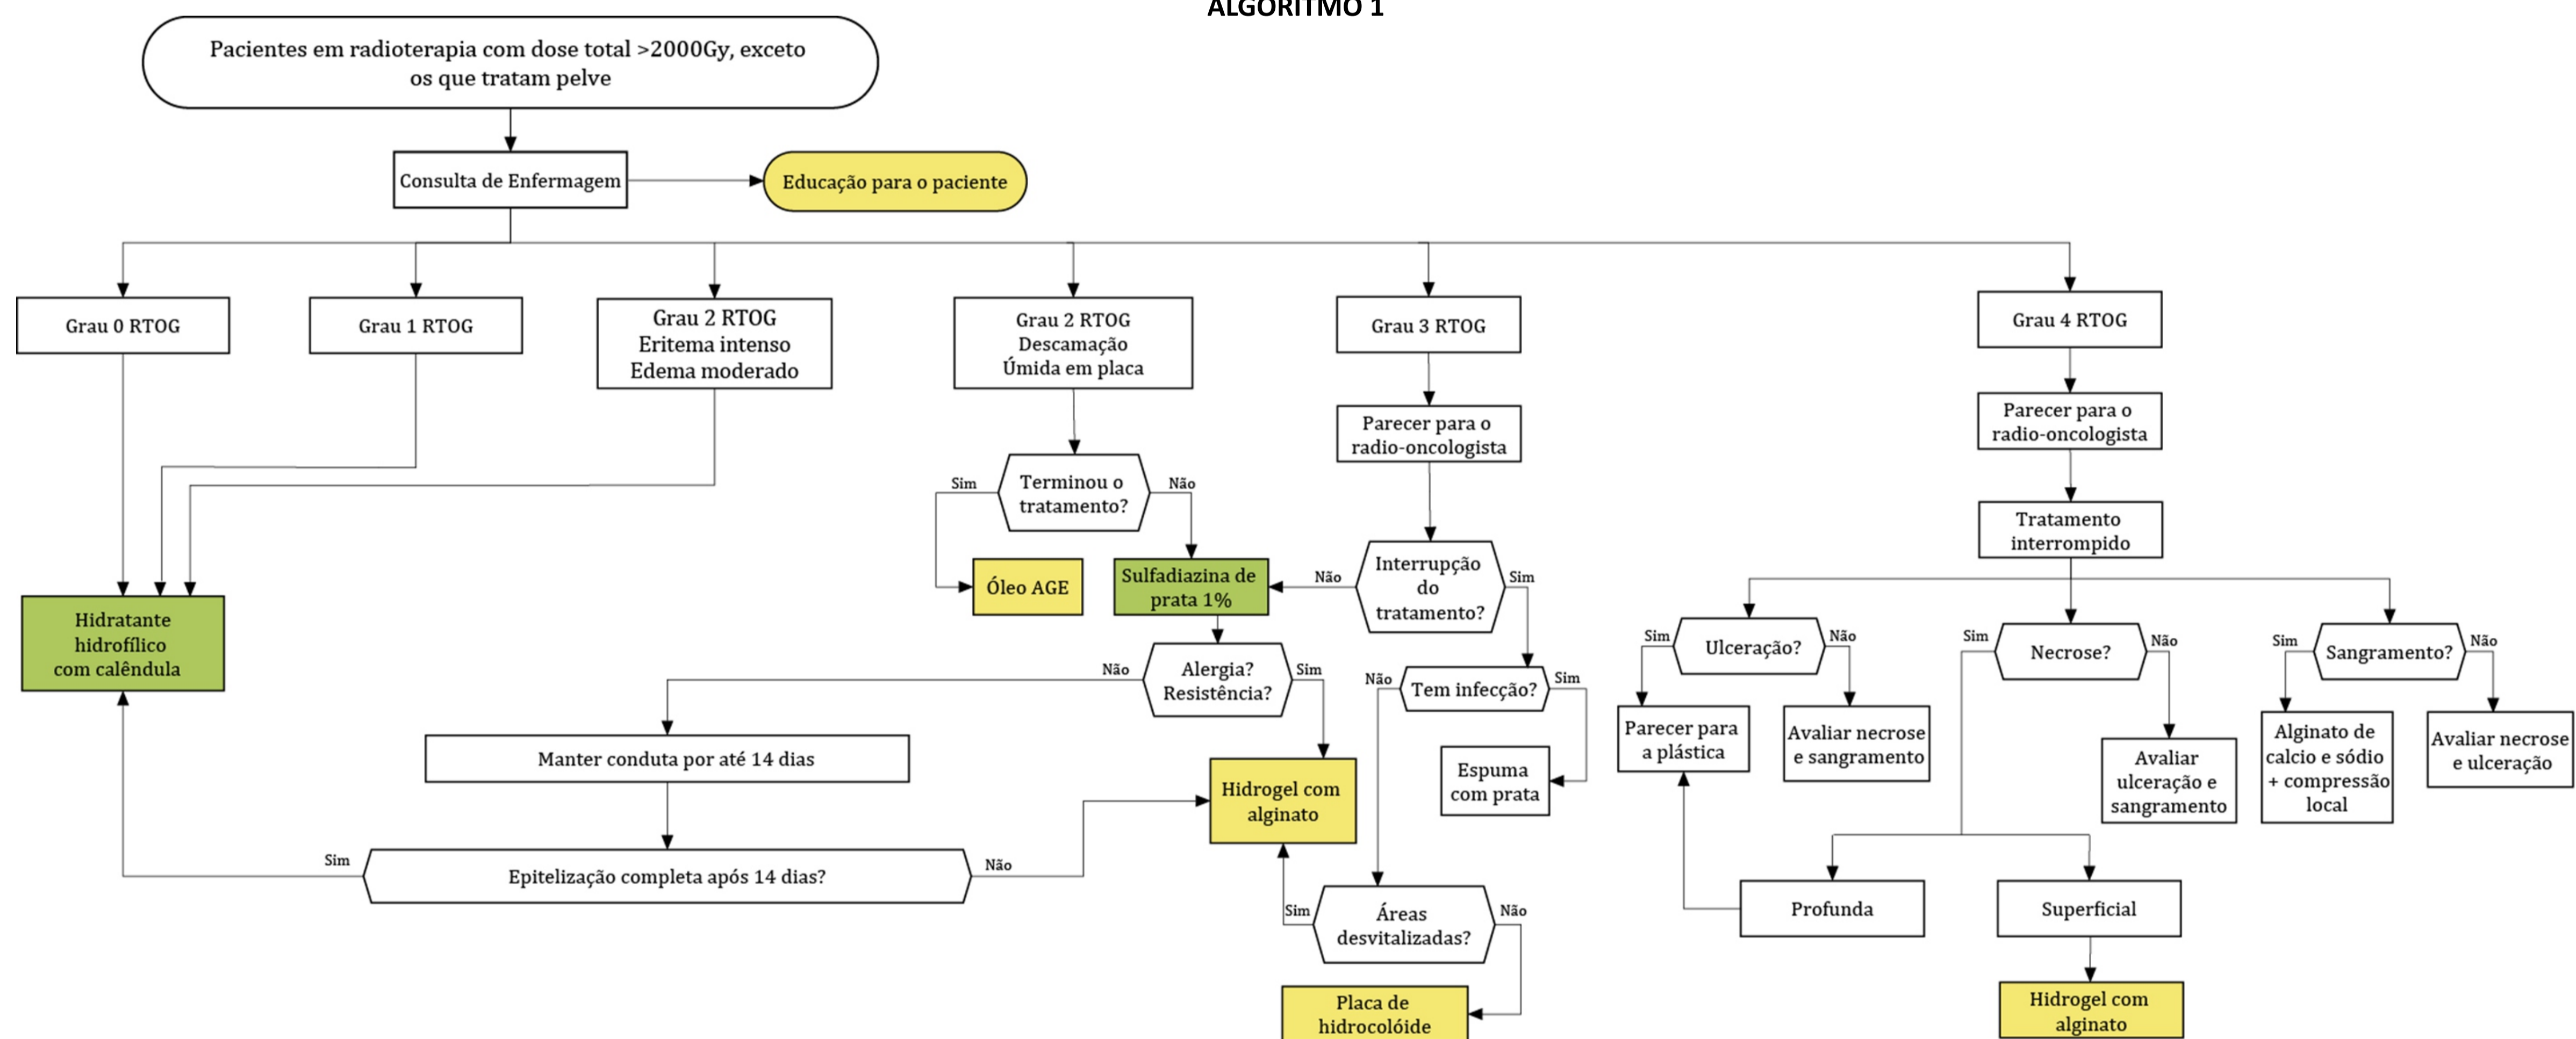 ALGORITMO 1
Pacientes em radioterapia com dose total >2000Gy, exceto
os que tratam pelve
Consulta de Enfermagem
Educação para o paciente
Grau 0 RTOG
Grau 1 RTOG
Grau 2 RTOG
Eritema intenso
Edema moderado
Grau 2 RTOG
Descamação
Úmida em placa
Grau 3 RTOG
Grau 4 RTOG
Parecer para o
radio-oncologista
Parecer para o
radio-oncologista
Sim
Terminou o
tratamento?
Não
Tratamento
interrompido
Óleo AGE
Sulfadiazina de
prata 1%
Não
Interrupção
do
tratamento?
Sim
Hidratante
hidrofílico
com calêndula
Sim
Ulceração?
Não
Sim
Necrose?
Não
Sim
Sangramento?
Não
Não
Alergia?
Resistência?
Sim
Não
Tem infecção?
Sim
Parecer para
a plástica
Avaliar necrose
e sangramento
Avaliar
ulceração e
sangramento
Alginato de
calcio e sódio
+ compressão
local
Avaliar necrose
e ulceração
Manter conduta por até 14 dias
Hidrogel com
alginato
Espuma
com prata
Sim
Epitelização completa após 14 dias?
Não
Sim
Áreas
desvitalizadas?
Não
Profunda
Superficial
Placa de
hidrocolóide
Hidrogel com
alginato